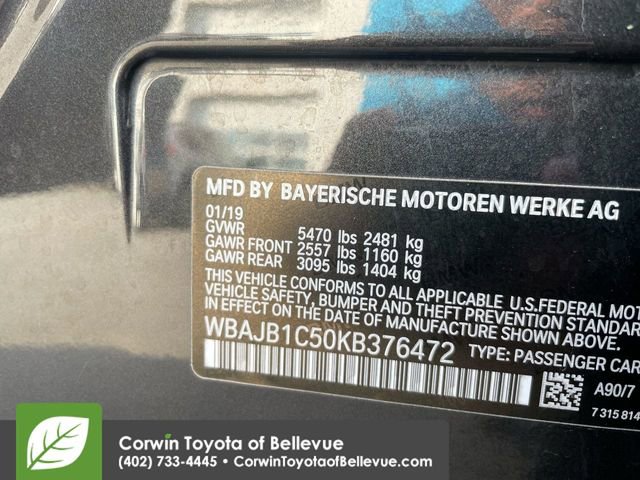 MFD BY BAYERISCHE MOTOREN WERKE AG
01/19
GVWR 5470 lbs 2481 kg
GAWR FRONT 2557 lbs 1160 kg
GAWR REAR 3095 lbs 1404 kg
THIS VEHICLE CONFORMS TO ALL APPLICABLE U.S.FEDERAL
VEHICLE SAFETY, BUMPER AND THEFT PREVENTION
IN EFFECT ON THE DATE OF MANUFACTURE SHOWN ABOVE.
WBAJB1C50KB376472 TYPE: PASSENGER CAR
A90/7
7 315 814
Corwin Toyota of Bellevue
(402) 733-4445 • CorwinToyotaofBellevue.com